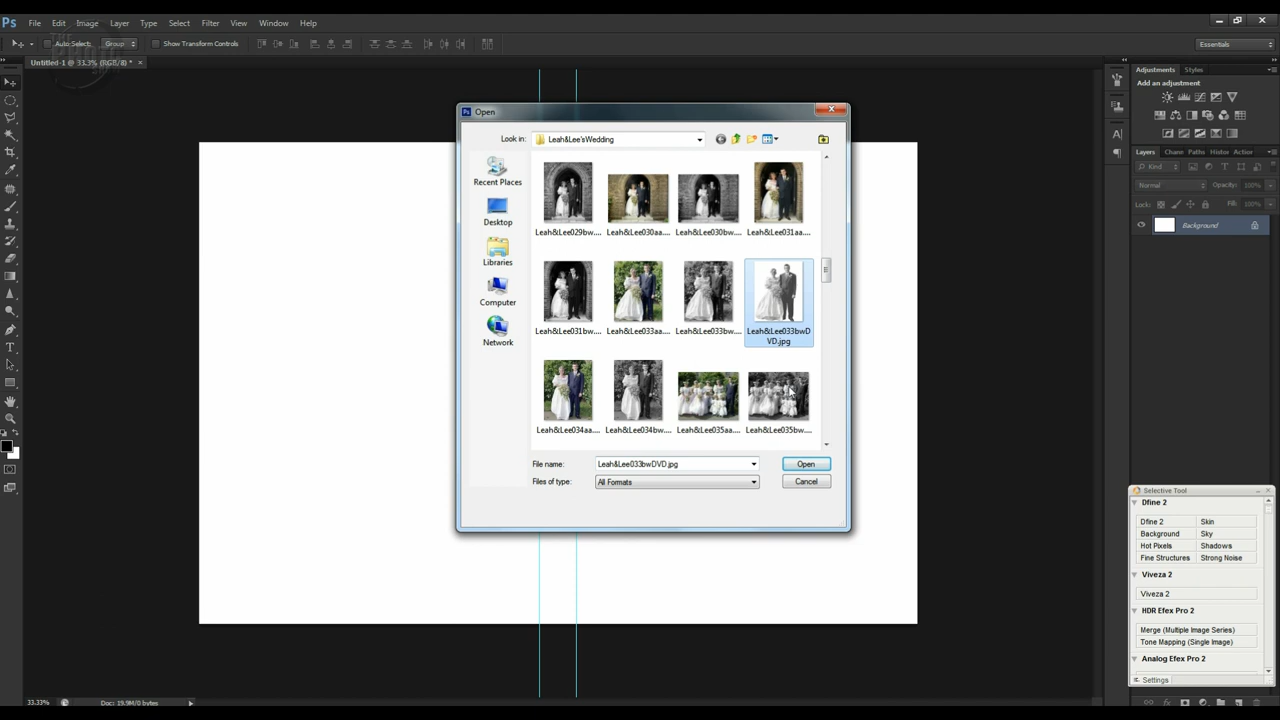 Ps File Edit Image Layer Type Select Filter View Window Help
Auto-Select: Group Show Transform Controls Essentials
Untitled-1 @ 33.3% (RGB/8) * ×
Open
Look in: Leah&Lee'sWedding
Recent Places
Desktop
Libraries
Computer
Network
Leah&Lee029bw.... Leah&Lee030aa.... Leah&Lee030bw.... Leah&Lee031aa....
Leah&Lee031bw.... Leah&Lee033aa.... Leah&Lee033bw.... Leah&Lee033bwD
VD.jpg
Leah&Lee034aa.... Leah&Lee034bw.... Leah&Lee035aa.... Leah&Lee035bw....
File name: Leah&Lee033bwDVD.jpg Open
Files of type: All Formats Cancel
Adjustments Styles
Add an adjustment
Layers Chann Paths Histor Action
Kind
Normal Opacity: 100%
Lock: Fill: 100%
Background
Selective Tool
Dfine 2
Dfine 2 Skin
Background Sky
Hot Pixels Shadows
Fine Structures Strong Noise
Viveza 2
Viveza 2
HDR Efex Pro 2
Merge (Multiple Image Series)
Tone Mapping (Single Image)
Analog Efex Pro 2
Settings
33.33% Doc: 19.9M/0 bytes